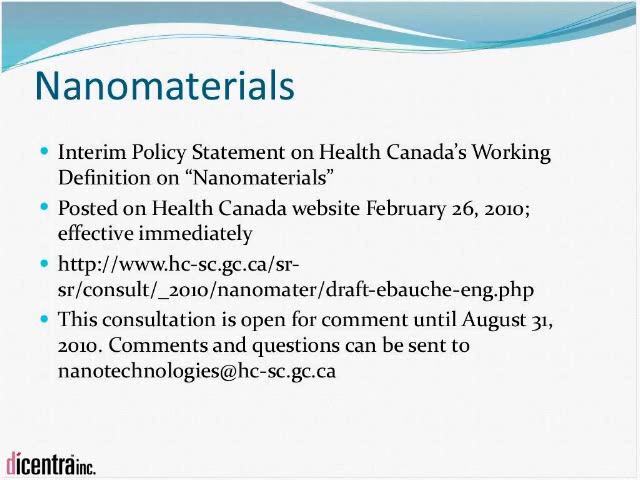 Nanomaterials
Interim Policy Statement on Health Canada’s Working
Definition on “Nanomaterials”
Posted on Health Canada website February 26, 2010;
effective immediately
http://www.hc-sc.gc.ca/sr-
sr/consult/_2010/nanomater/draft-ebauche-eng.php
This consultation is open for comment until August 31,
2010. Comments and questions can be sent to
nanotechnologies@hc-sc.gc.ca
dicentra inc.